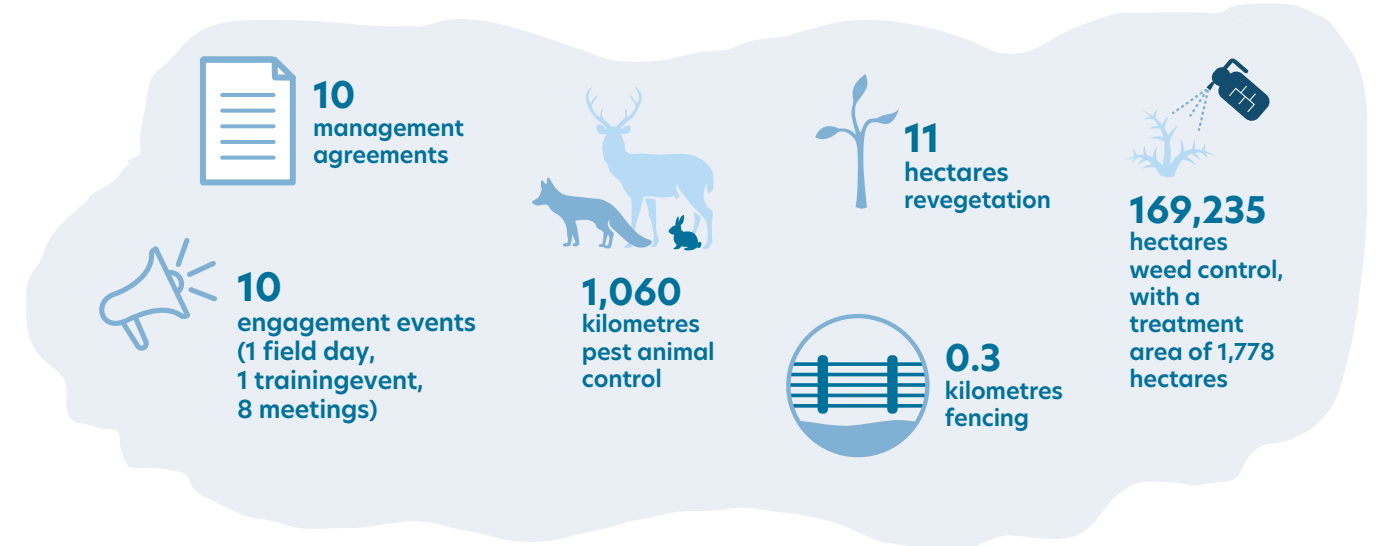 10
management
agreements
10
engagement events
(1 field day,
1 trainingevent,
8 meetings)
1,060
kilometres
pest animal
control
11
hectares
revegetation
0.3
kilometres
fencing
169,235
hectares
weed control,
with a
treatment
area of 1,778
hectares